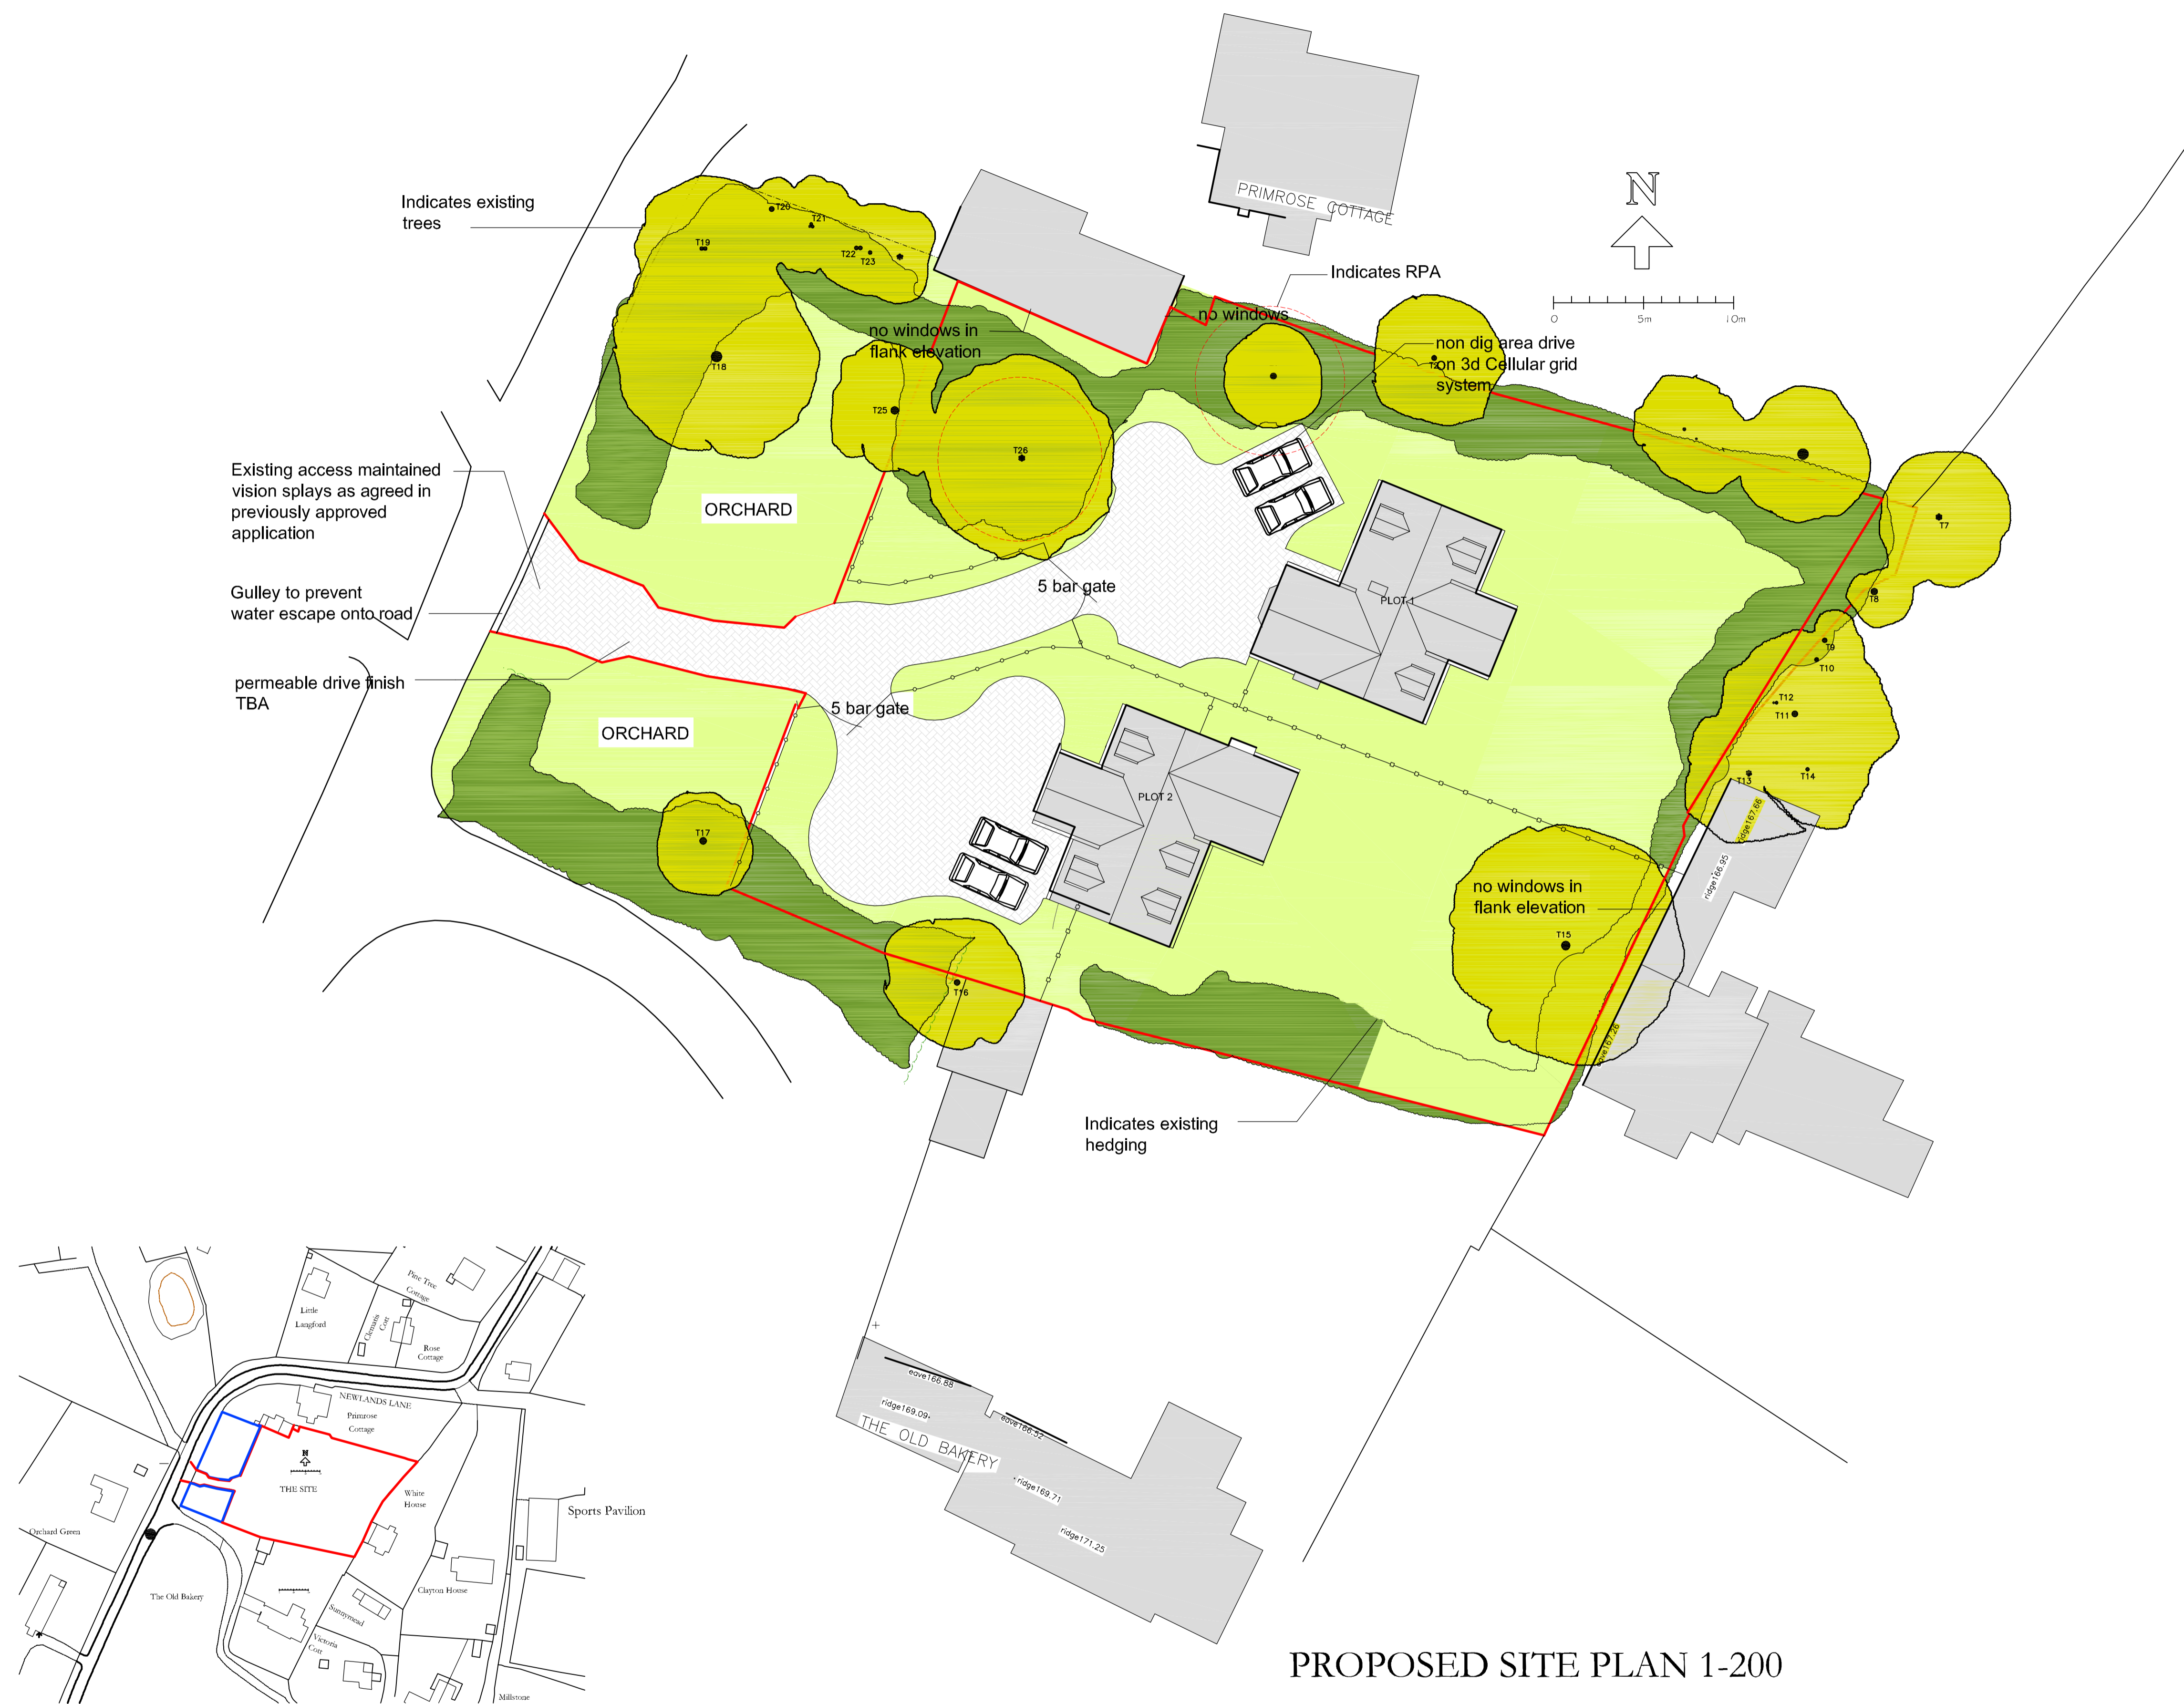 PRIMROSE COTTAGE
N
Indicates existing
trees
T20
T21
T19
T22
T23
Indicates RPA
0 5m 10m
no windows
no windows in
flank elevation
non dig area drive
on 3d Cellular grid
system
T18
T25
T26
Existing access maintained
vision splays as agreed in
previously approved
application
ORCHARD
T7
5 bar gate
Gulley to prevent
water escape onto road
PLOT 1
T8
T9
T10
permeable drive finish
TBA
5 bar gate
T12
T11
ORCHARD
T13
T14
PLOT 2
ridge167.66
T17
ridge166.95
no windows in
flank elevation
T15
T16
Indicates existing
hedging
eave166.88
ridge169.09
eave166.52
THE OLD BAKERY
ridge169.71
ridge171.25
Pine Tree
Cottage
Little
Langford
Clematis
Cott
Rose
Cottage
NEWLANDS LANE
Primrose
Cottage
N
THE SITE
White
House
Sports Pavilion
Orchard Green
The Old Bakery
Clayton House
Sunnymead
Victoria
Cott
Millstone
PROPOSED SITE PLAN 1-200